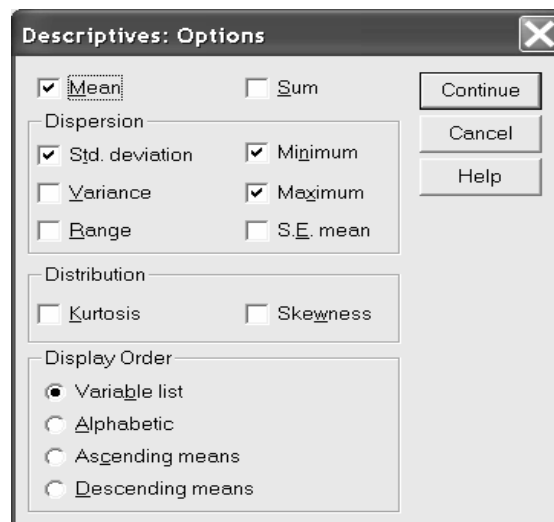 Descriptives: Options
Mean Sum Continue
Dispersion Cancel
Std. deviation Minimum Help
Variance Maximum
Range S.E. mean
Distribution
Kurtosis Skewness
Display Order
Variable list
Alphabetic
Ascending means
Descending means